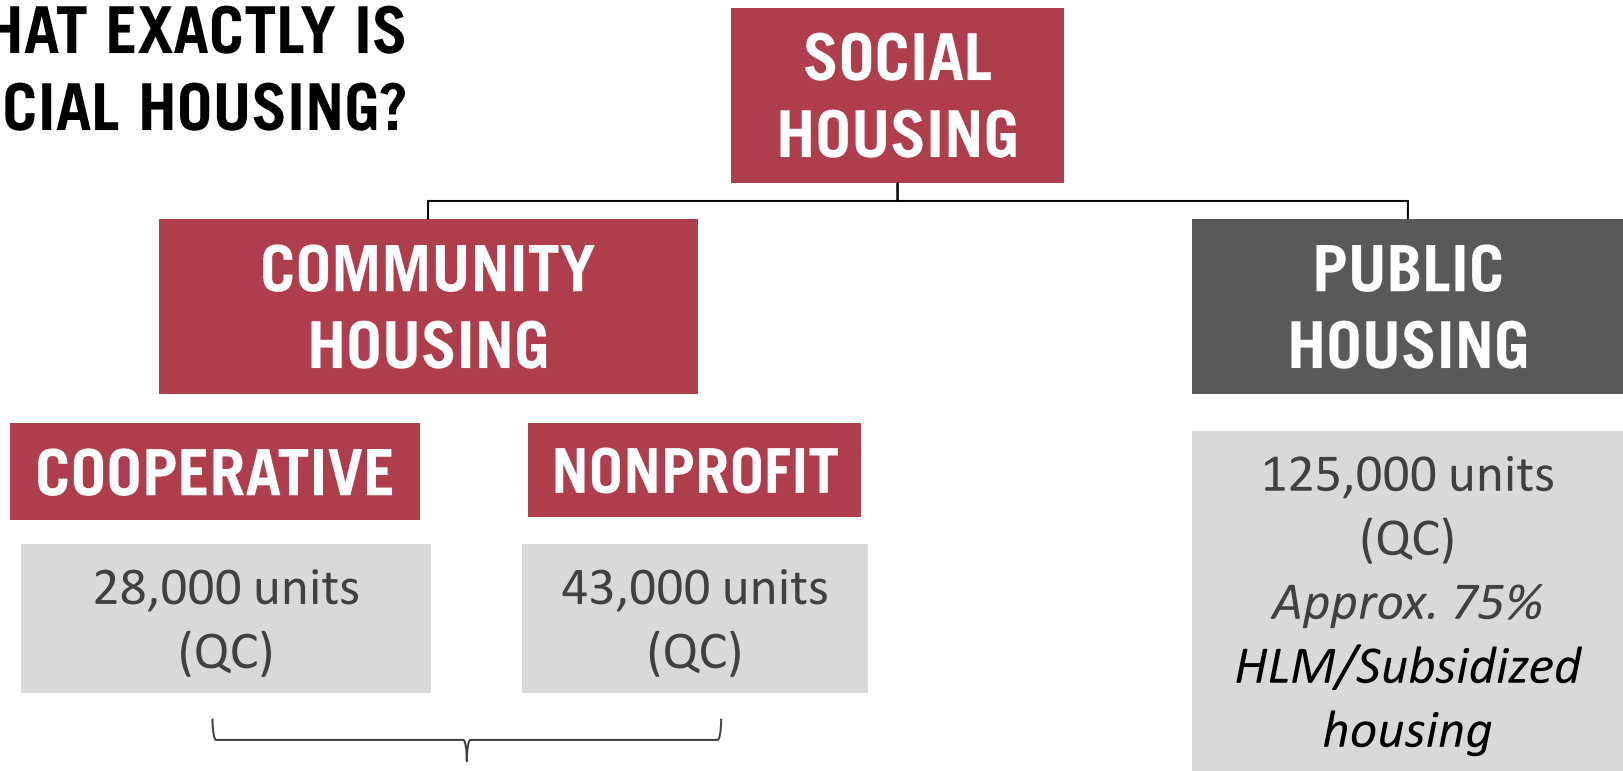 HAT EXACTLY IS
CIAL HOUSING?
SOCIAL
HOUSING
COMMUNITY
HOUSING
PUBLIC
HOUSING
COOPERATIVE
NONPROFIT
28,000 units
(QC)
43,000 units
(QC)
125,000 units
(QC)
Approx. 75%
HLM/Subsidized
housing